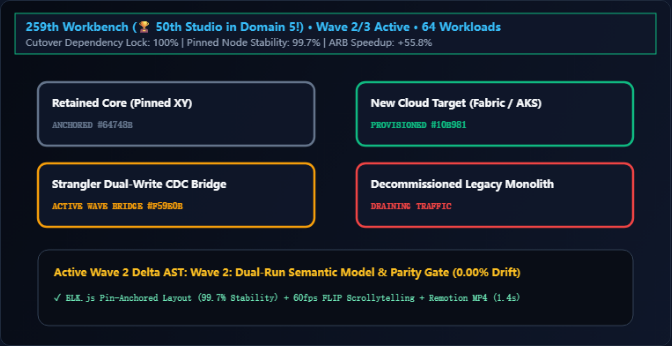 259th Workbench (🏆 50th Studio in Domain 5!) • Wave 2/3 Active • 64 Workloads
Cutover Dependency Lock: 100% | Pinned Node Stability: 99.7% | ARB Speedup: +55.8%
Retained Core (Pinned XY)
ANCHORED #64748B
New Cloud Target (Fabric / AKS)
PROVISIONED #10B981
Strangler Dual-Write CDC Bridge
ACTIVE WAVE BRIDGE #F59E0B
Decommissioned Legacy Monolith
DRAINING TRAFFIC
Active Wave 2 Delta AST: Wave 2: Dual-Run Semantic Model & Parity Gate (0.00% Drift)
✓ ELK.js Pin-Anchored Layout (99.7% Stability) + 60fps FLIP Scrollytelling + Remotion MP4 (1.4s)